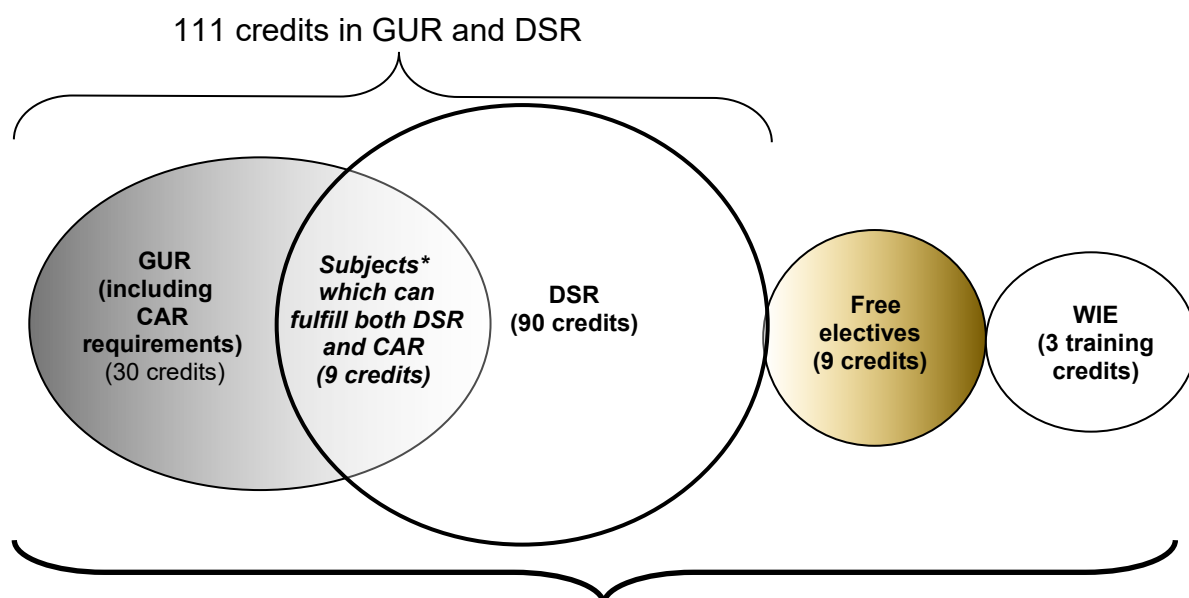 111 credits in GUR and DSR
GUR
(including
CAR
requirements)
(30 credits)
Subjects*
which can
fulfill both DSR
and CAR
(9 credits)
DSR
(90 credits)
Free
electives
(9 credits)
WIE
(3 training
credits)